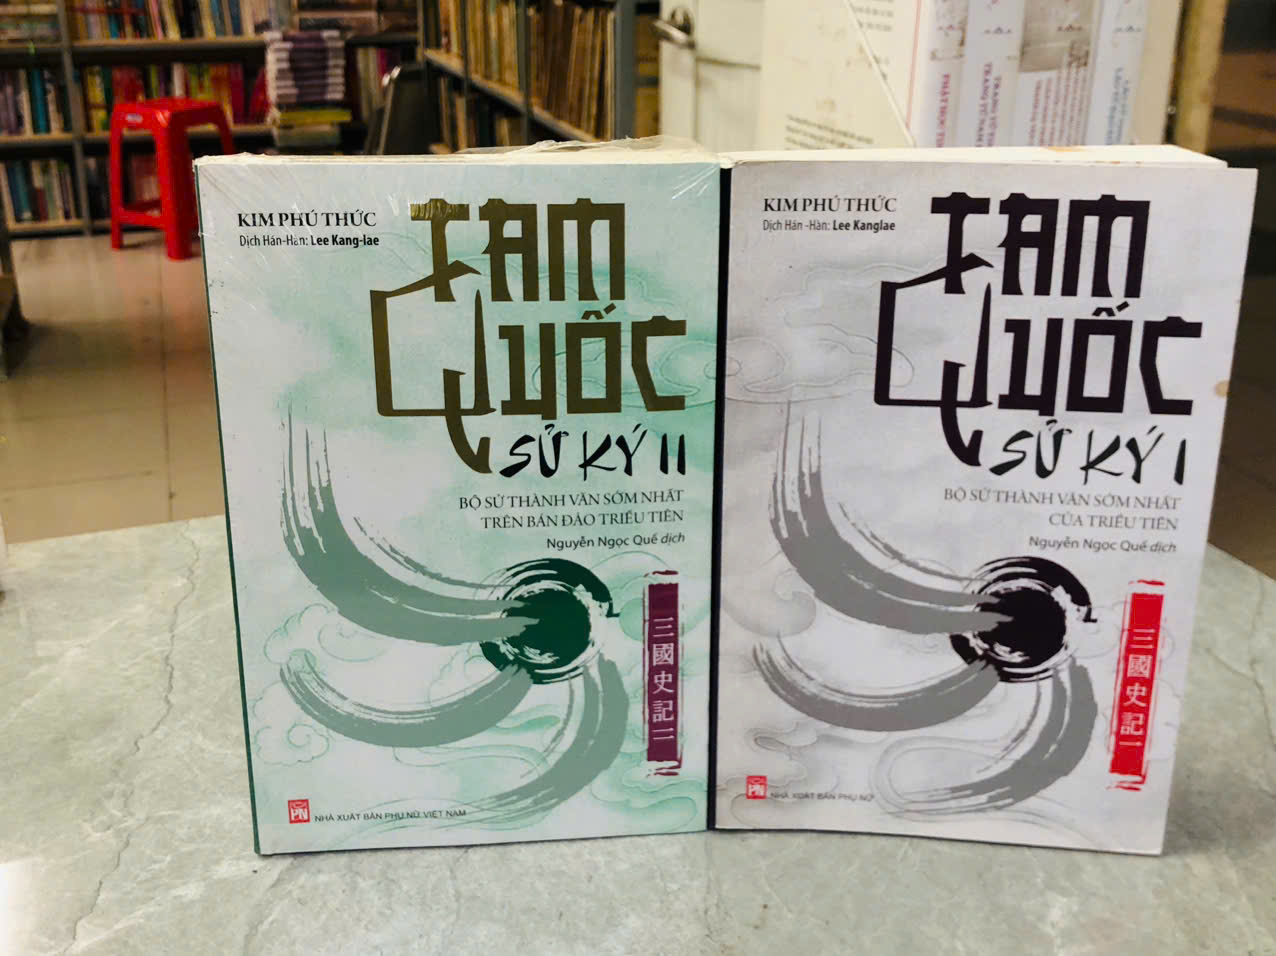 KIM PHÚ THỨC
Dịch Hán-Hàn: Lee Kang-lae
TAM
QUỐC
SỬ KÝ II
BỘ SỬ THÀNH VĂN SỚM NHẤT
TRÊN BÁN ĐẢO TRIỀU TIÊN
Nguyễn Ngọc Quế dịch
三國史記二
PN
NHÀ XUẤT BẢN PHỤ NỮ VIỆT NAM
KIM PHÚ THỨC
Dịch Hán -Hàn: Lee Kanglae
TAM
QUỐC
SỬ KÝ I
BỘ SỬ THÀNH VĂN SỚM NHẤT
CỦA TRIỀU TIÊN
Nguyễn Ngọc Quế dịch
三國史記一
PN
NHÀ XUẤT BẢN PHỤ NỮ